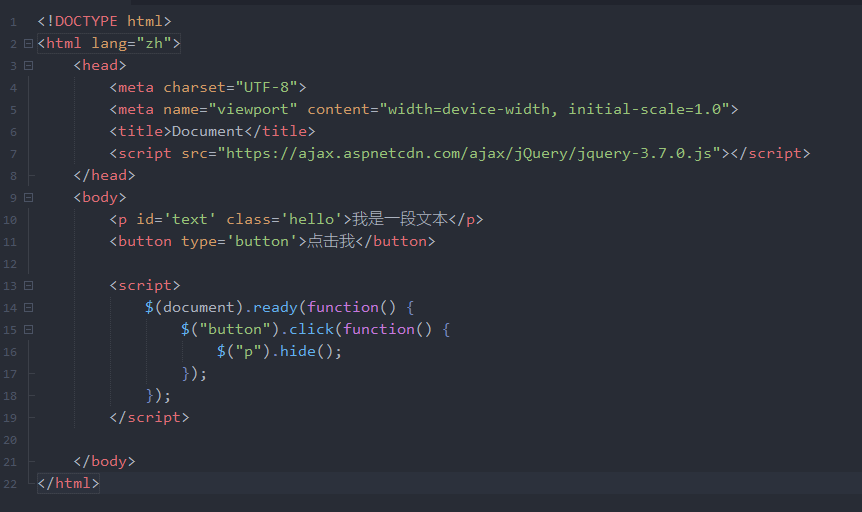 1 <!DOCTYPE html>
2 <html lang="zh">
3 <head>
4 <meta charset="UTF-8">
5 <meta name="viewport" content="width=device-width, initial-scale=1.0">
6 <title>Document</title>
7 <script src="https://ajax.aspnetcdn.com/ajax/jQuery/jquery-3.7.0.js"></script>
8 </head>
9 <body>
10 <p id='text' class='hello'>我是一段文本</p>
11 <button type='button'>点击我</button>
12
13 <script>
14 $(document).ready(function() {
15 $("button").click(function() {
16 $("p").hide();
17 });
18 });
19 </script>
20
21 </body>
22 </html>